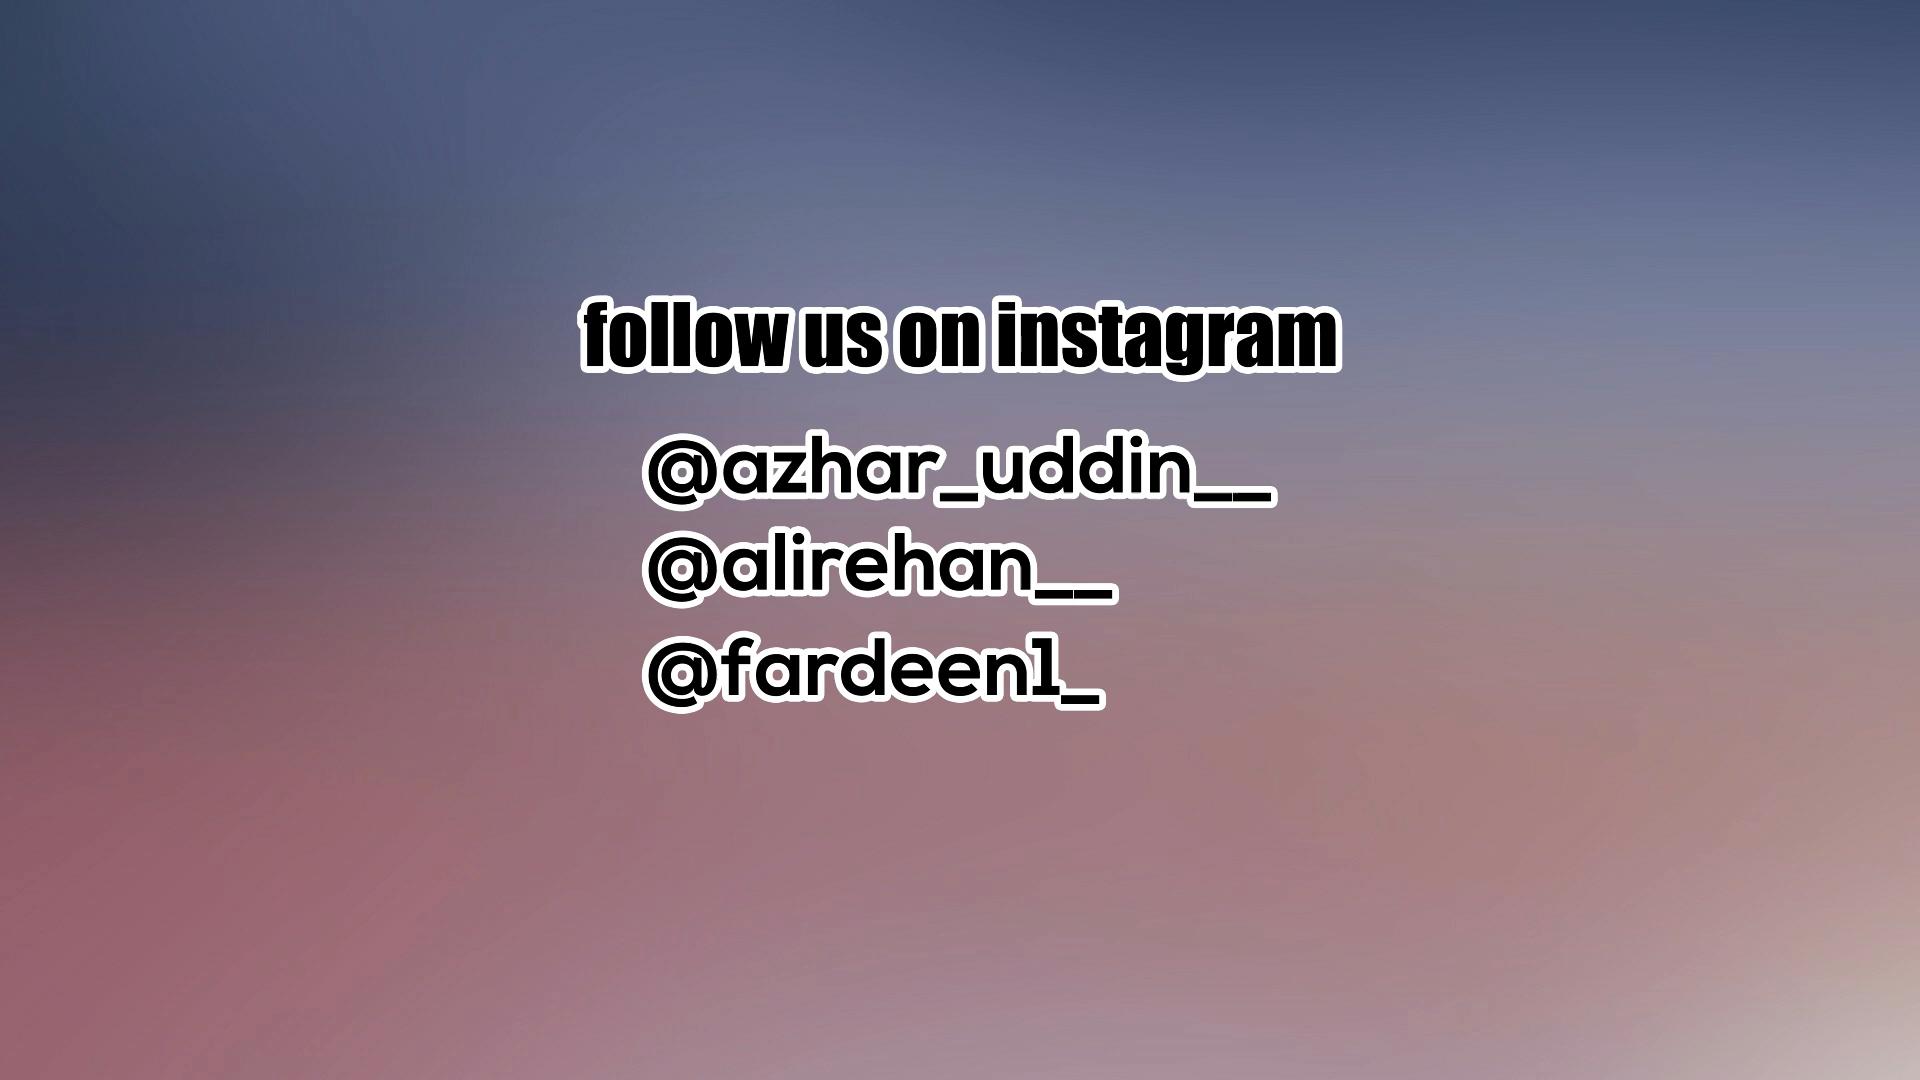 follow us on instagram
@azhar_uddin__
@alirehan__
@fardeen1_